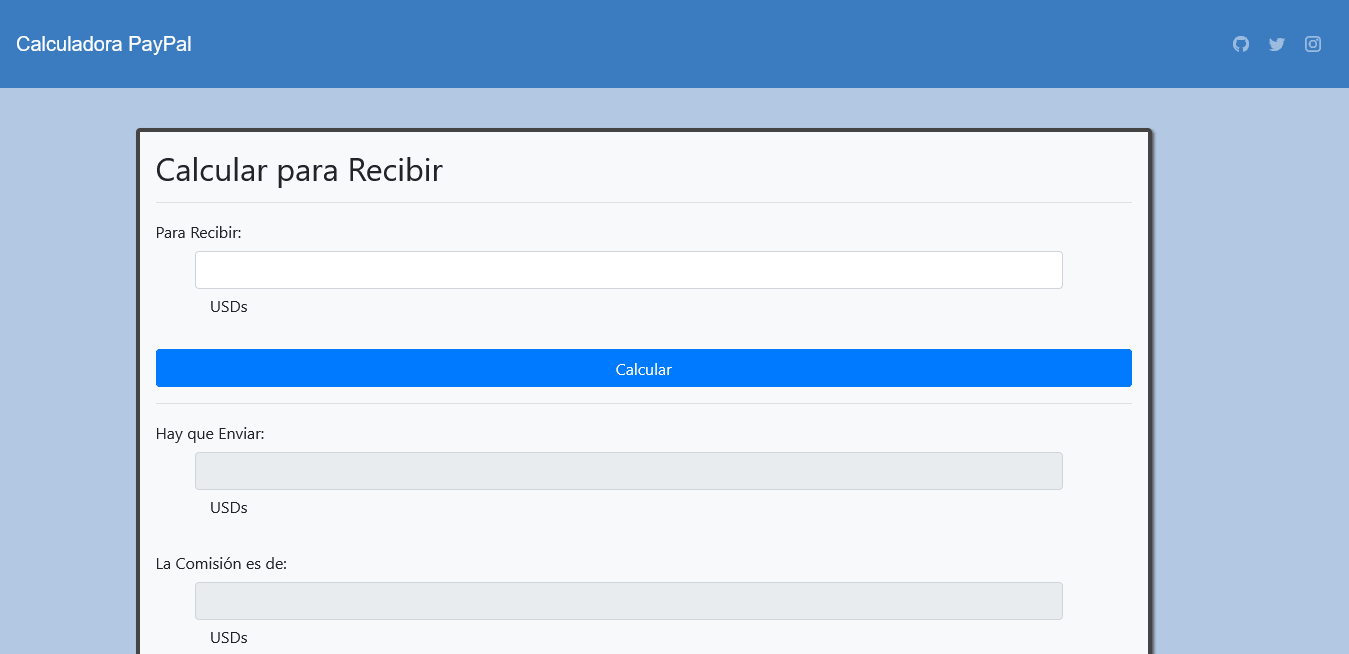 Calculadora PayPal
Calcular para Recibir
Para Recibir:
USDs
Calcular
Hay que Enviar:
USDs
La Comisión es de:
USDs